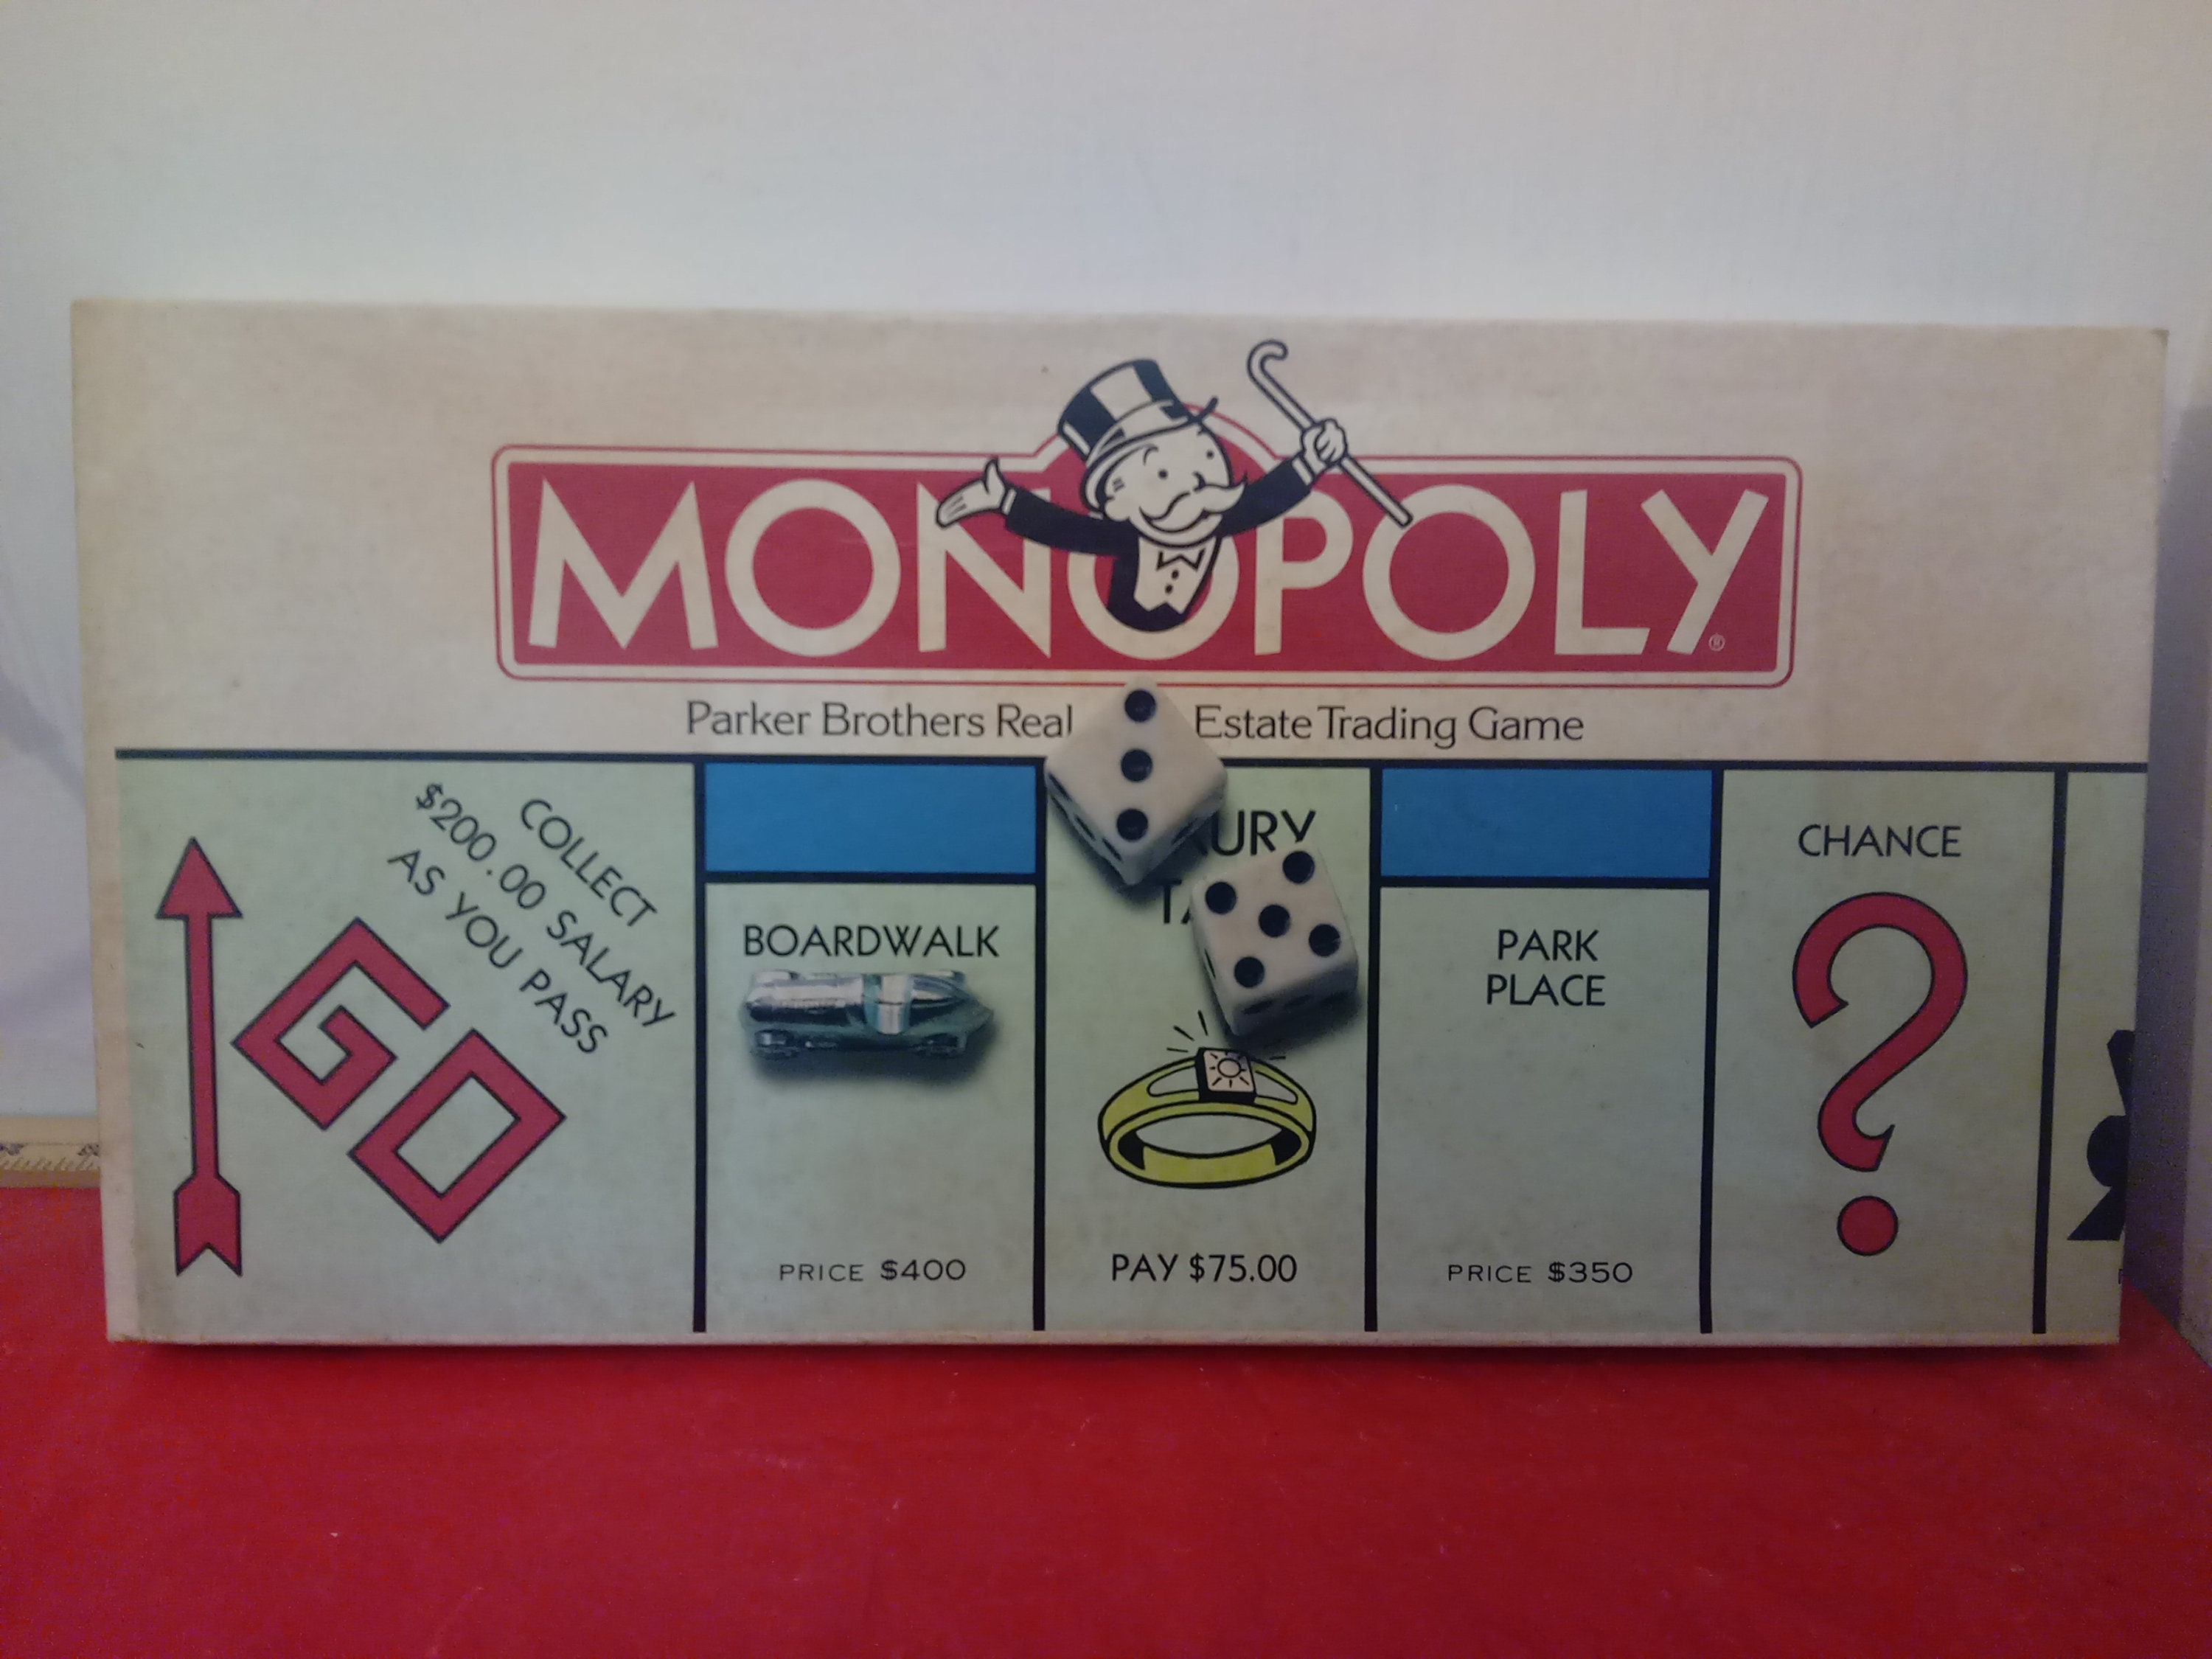 MONOPOLY®
Parker Brothers Real Estate Trading Game
COLLECT
$200.00 SALARY
AS YOU PASS
GO
BOARDWALK
PRICE $400
PAY $75.00
PARK
PLACE
PRICE $350
CHANCE
?